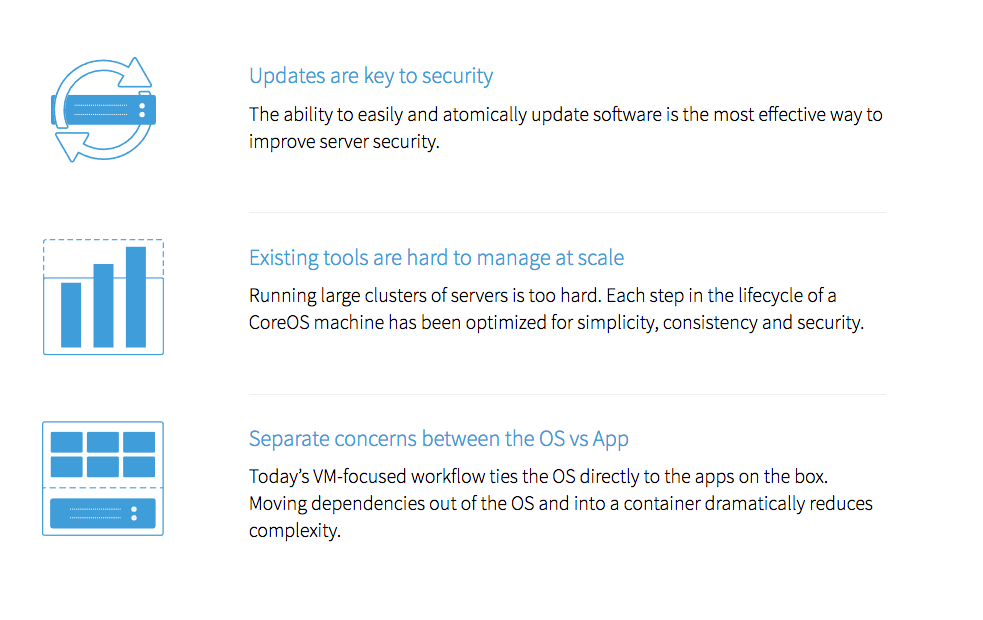 Updates are key to security
The ability to easily and atomically update software is the most effective way to
improve server security.
Existing tools are hard to manage at scale
Running large clusters of servers is too hard. Each step in the lifecycle of a
CoreOS machine has been optimized for simplicity, consistency and security.
Separate concerns between the OS vs App
Today’s VM-focused workflow ties the OS directly to the apps on the box.
Moving dependencies out of the OS and into a container dramatically reduces
complexity.